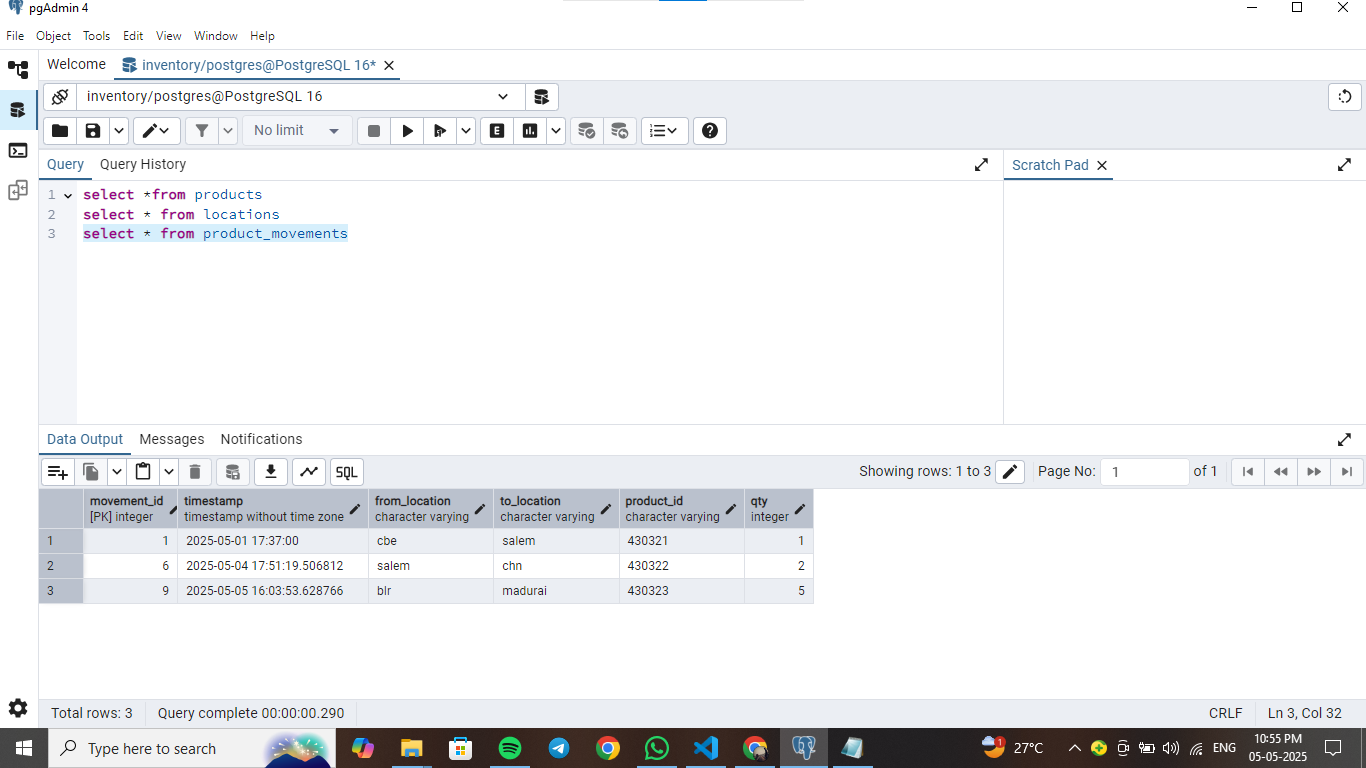 pgAdmin 4
File Object Tools Edit View Window Help
Welcome inventory/postgres@PostgreSQL 16*
inventory/postgres@PostgreSQL 16
No limit E
Query Query History Scratch Pad
1 select *from products
2 select * from locations
3 select * from product_movements
Data Output Messages Notifications
SQL Showing rows: 1 to 3 Page No: 1 of 1
movement_id timestamp from_location to_location product_id qty
[PK] integer timestamp without time zone character varying character varying character varying integer
1 1 2025-05-01 17:37:00 cbe salem 430321 1
2 6 2025-05-04 17:51:19.506812 salem chn 430322 2
3 9 2025-05-05 16:03:53.628766 blr madurai 430323 5
Total rows: 3 Query complete 00:00:00.290 CRLF Ln 3, Col 32
Type here to search 1 27°C ENG 10:55 PM
05-05-2025